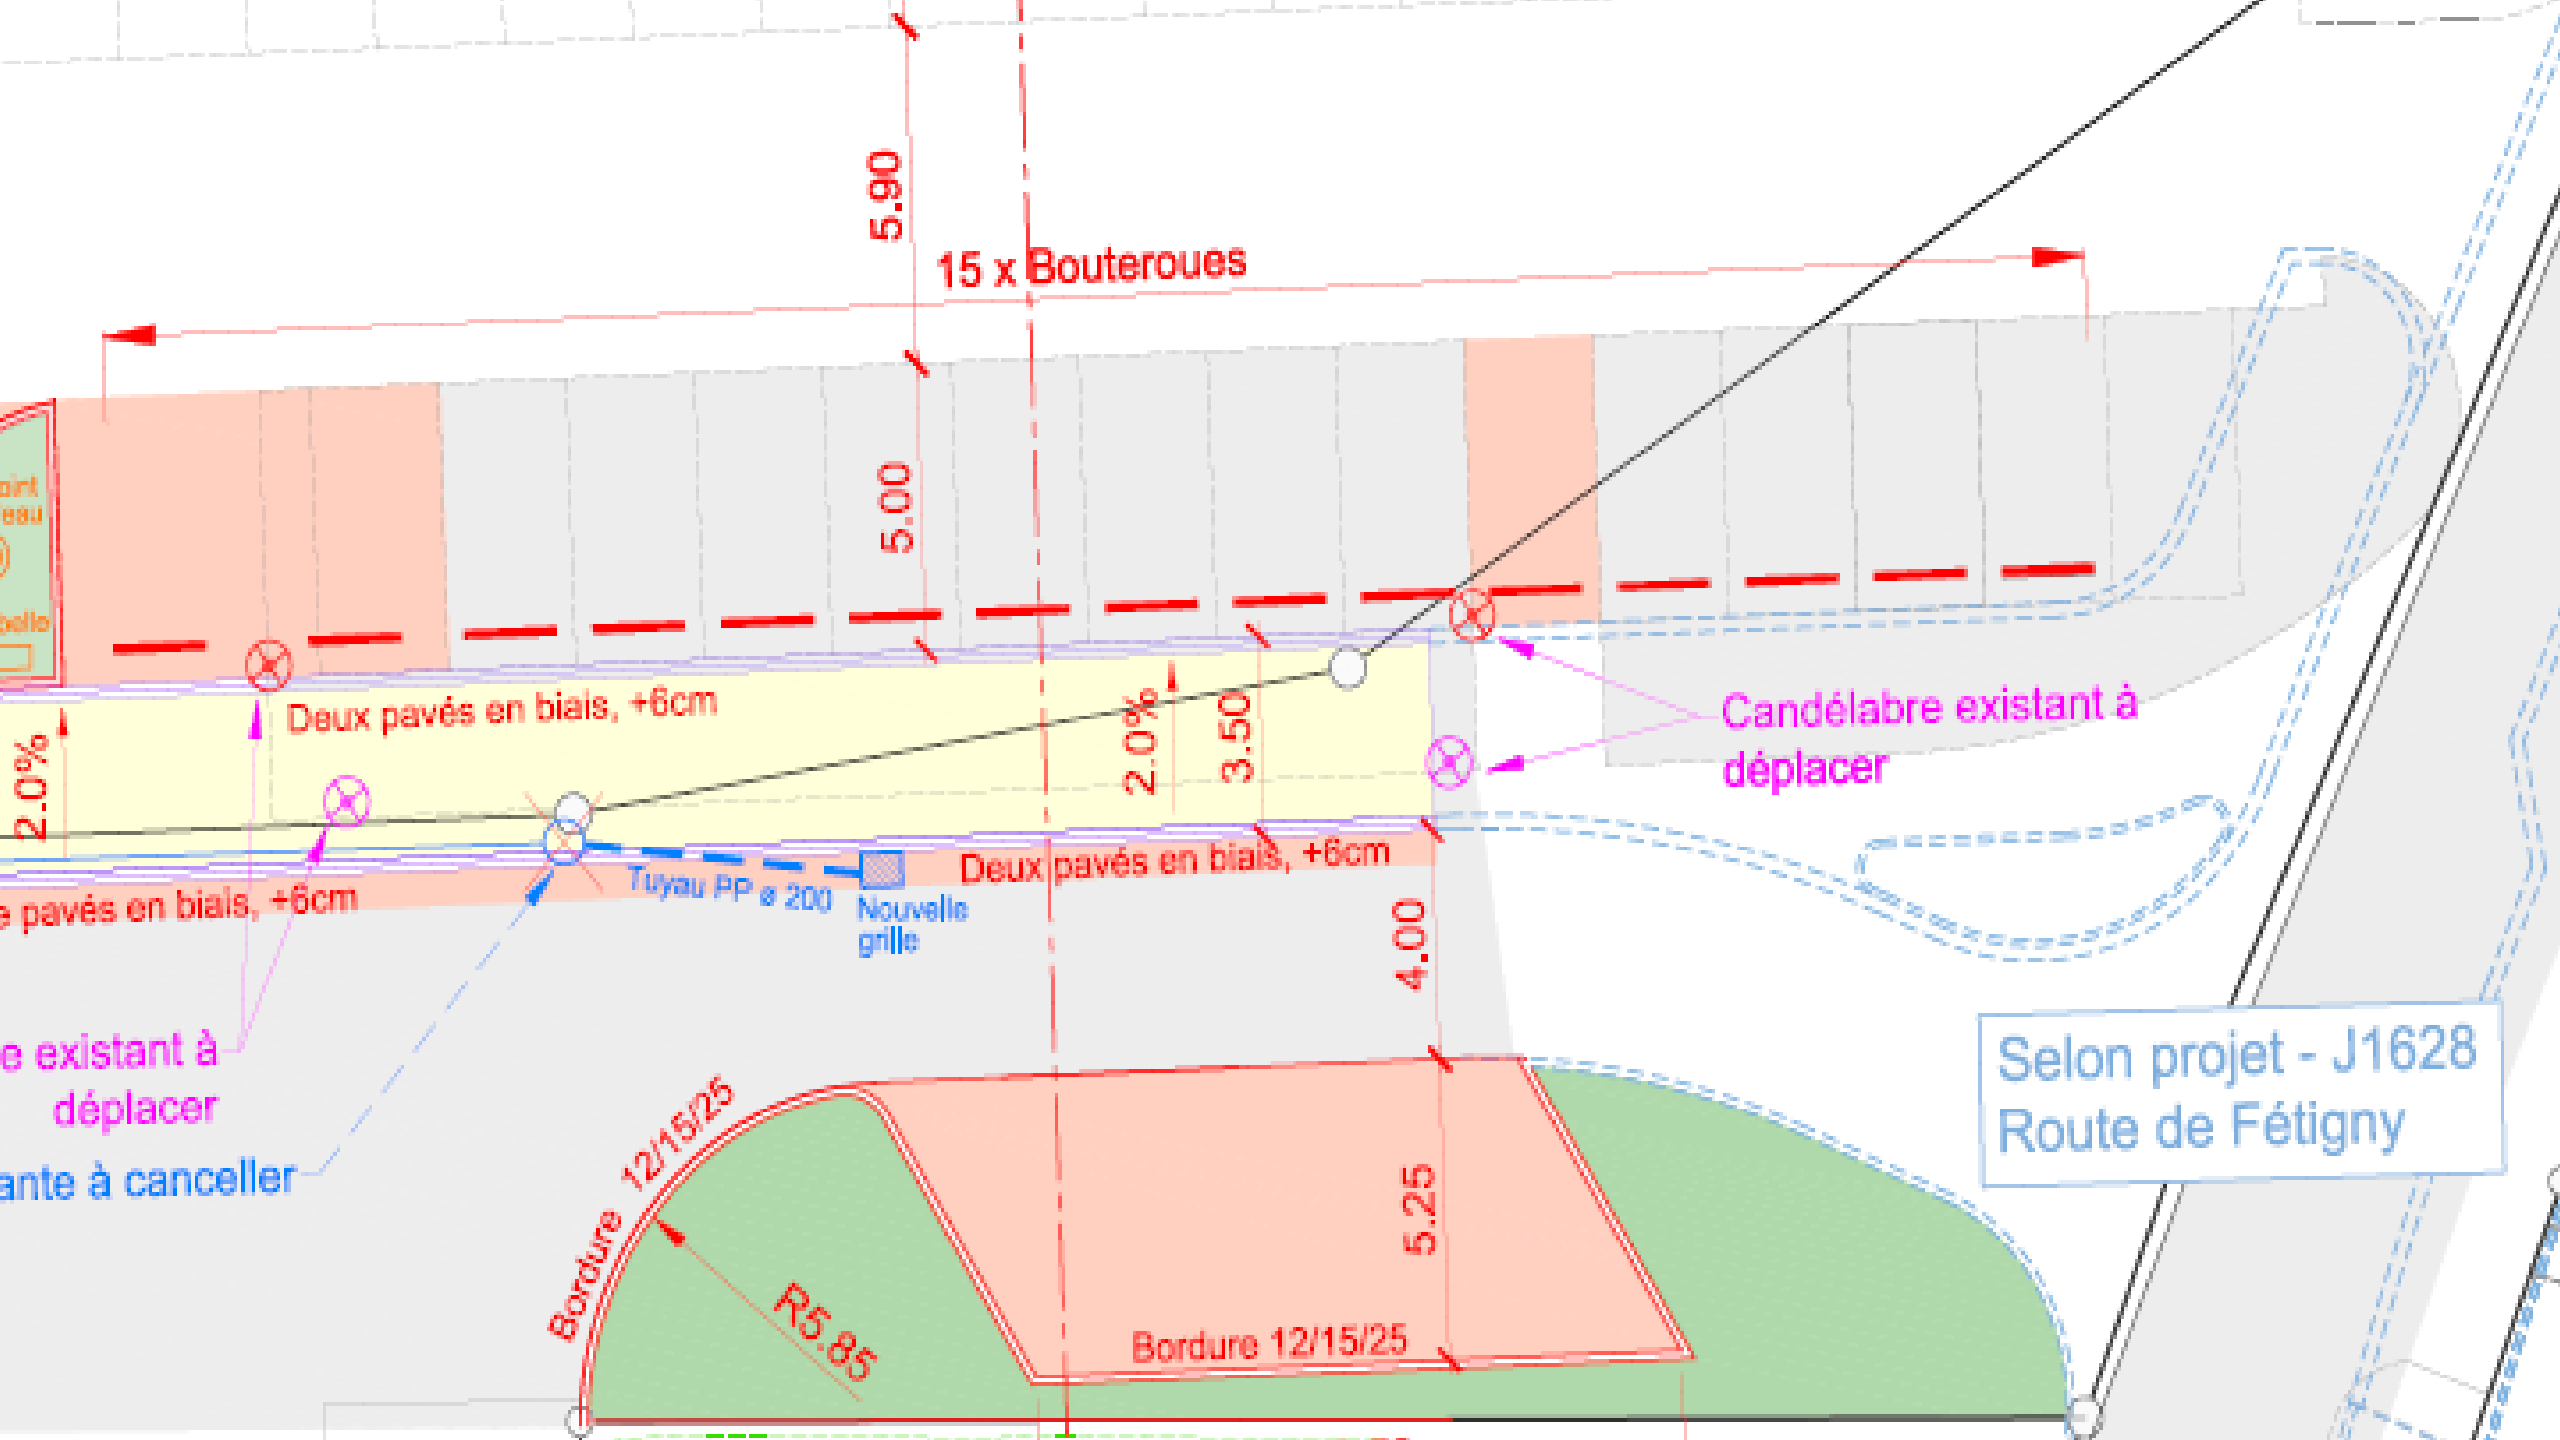 5.90
15 x Bouteroues
5.00
oint
eau
bello
Deux pavés en biais, +6cm
2.0%
2.0%
3.50
Candélabre existant à
déplacer
Deux pavés en biais, +6cm
e pavés en biais, +6cm
Tuyau PP ø 200
Nouvelle
grille
4.00
e existant à
déplacer
ante à canceller
Selon projet - J1628
Route de Fétigny
Bordure 12/15/25
R5.85
5.25
Bordure 12/15/25